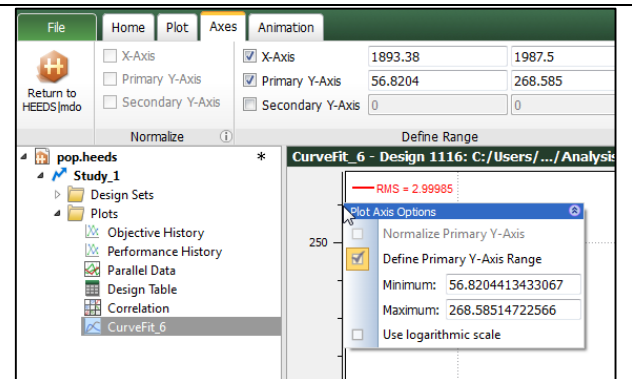 File Home Plot Axes Animation
X-Axis X-Axis 1893.38 1987.5
Primary Y-Axis Primary Y-Axis 56.8204 268.585
Return to HEEDS|mdo
Secondary Y-Axis Secondary Y-Axis 0 0
Normalize Define Range
pop.heeds *
Study_1
Design Sets
Plots
Objective History
Performance History
Parallel Data
Design Table
Correlation
CurveFit_6
CurveFit_6 - Design 1116: C:/Users/.../Analysis
RMS = 2.99985
Plot Axis Options
Normalize Primary Y-Axis
250
Define Primary Y-Axis Range
Minimum: 56.8204413433067
Maximum: 268.58514722566
Use logarithmic scale